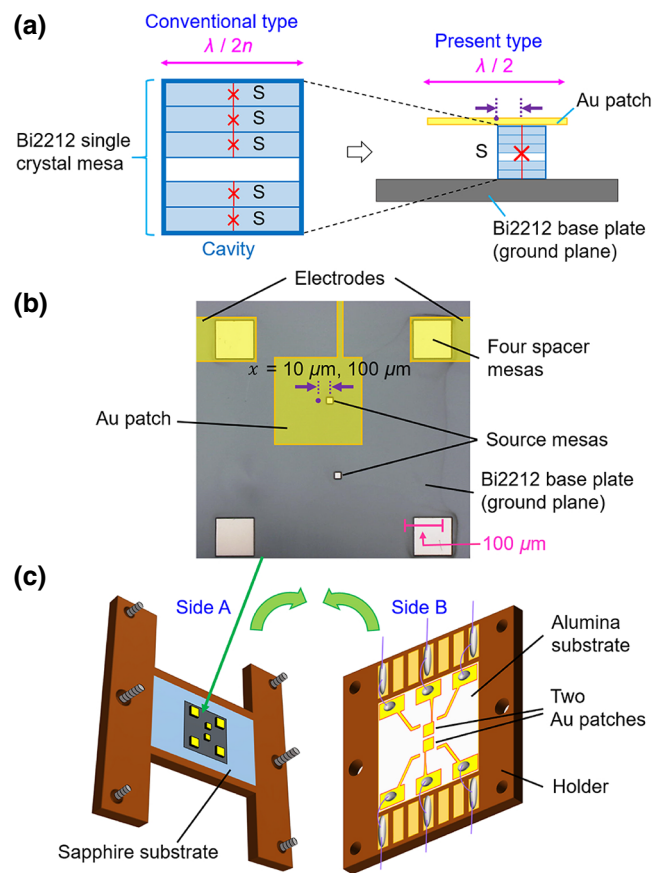 (a)
Conventional type
λ / 2n
Bi2212 single
crystal mesa
S
S
S
S
S
Cavity
Present type
λ / 2
Au patch
S
Bi2212 base plate
(ground plane)
(b)
Electrodes
Four spacer
mesas
x = 10 μm, 100 μm
Au patch
Source mesas
Bi2212 base plate
(ground plane)
100 μm
(c)
Side A
Side B
Alumina
substrate
Two
Au patches
Holder
Sapphire substrate